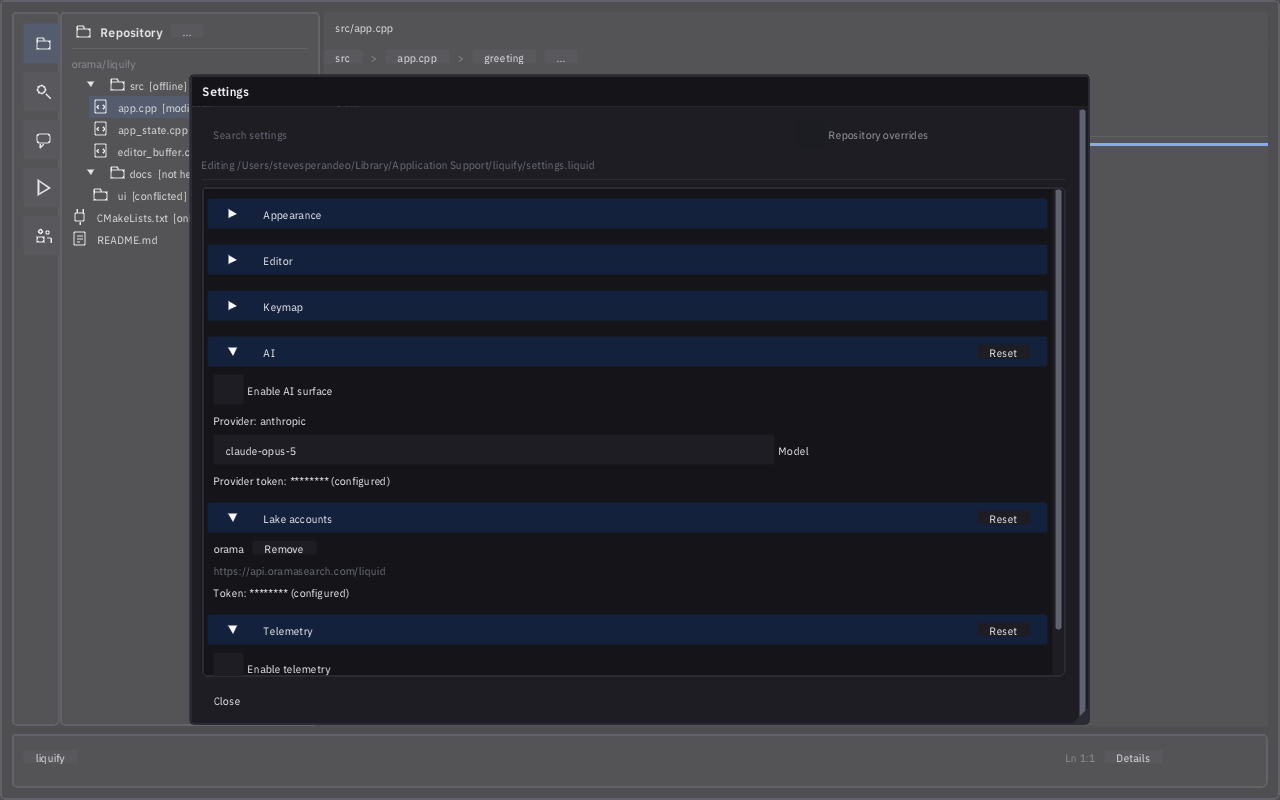 Repository ...
orama/liquify
src [offline]
app.cpp [modi
app_state.cpp
editor_buffer.c
docs [not he
ui [conflicted]
CMakeLists.txt [on
README.md
src/app.cpp
src > app.cpp > greeting ...
Settings
Search settings
Repository overrides
Editing /Users/stevesperandeo/Library/Application Support/liquify/settings.liquid
Appearance
Editor
Keymap
AI Reset
Enable AI surface
Provider: anthropic
claude-opus-5 Model
Provider token: ******** (configured)
Lake accounts Reset
orama Remove
https://api.oramasearch.com/liquid
Token: ******** (configured)
Telemetry Reset
Enable telemetry
Close
liquify Ln 1:1 Details